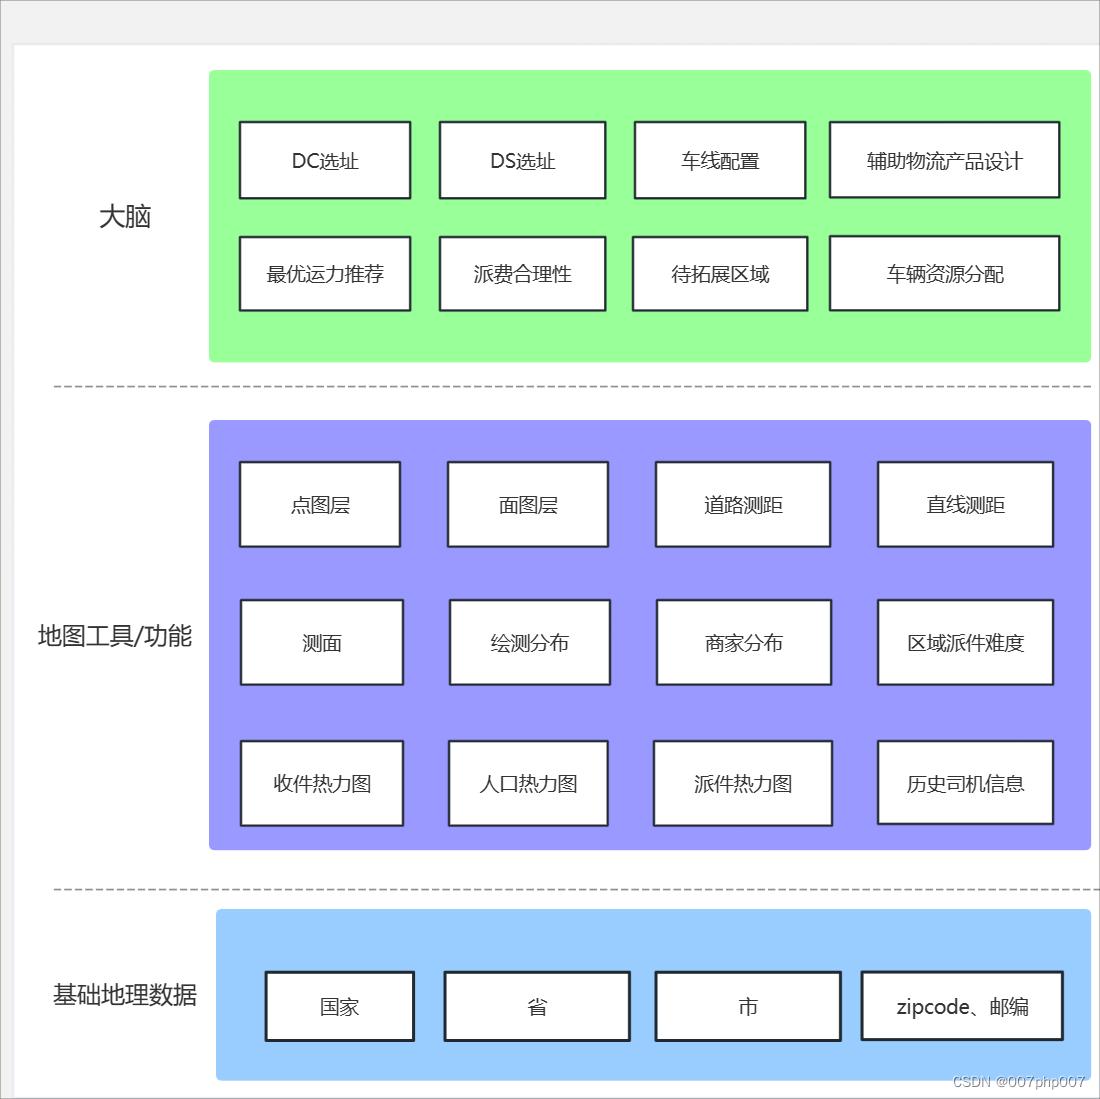 大脑
DC选址
DS选址
车线配置
辅助物流产品设计
最优运力推荐
派费合理性
待拓展区域
车辆资源分配
地图工具/功能
点图层
面图层
道路测距
直线测距
测面
绘测分布
商家分布
区域派件难度
收件热力图
人口热力图
派件热力图
历史司机信息
基础地理数据
国家
省
市
zipcode、邮编
CSDN @007php007